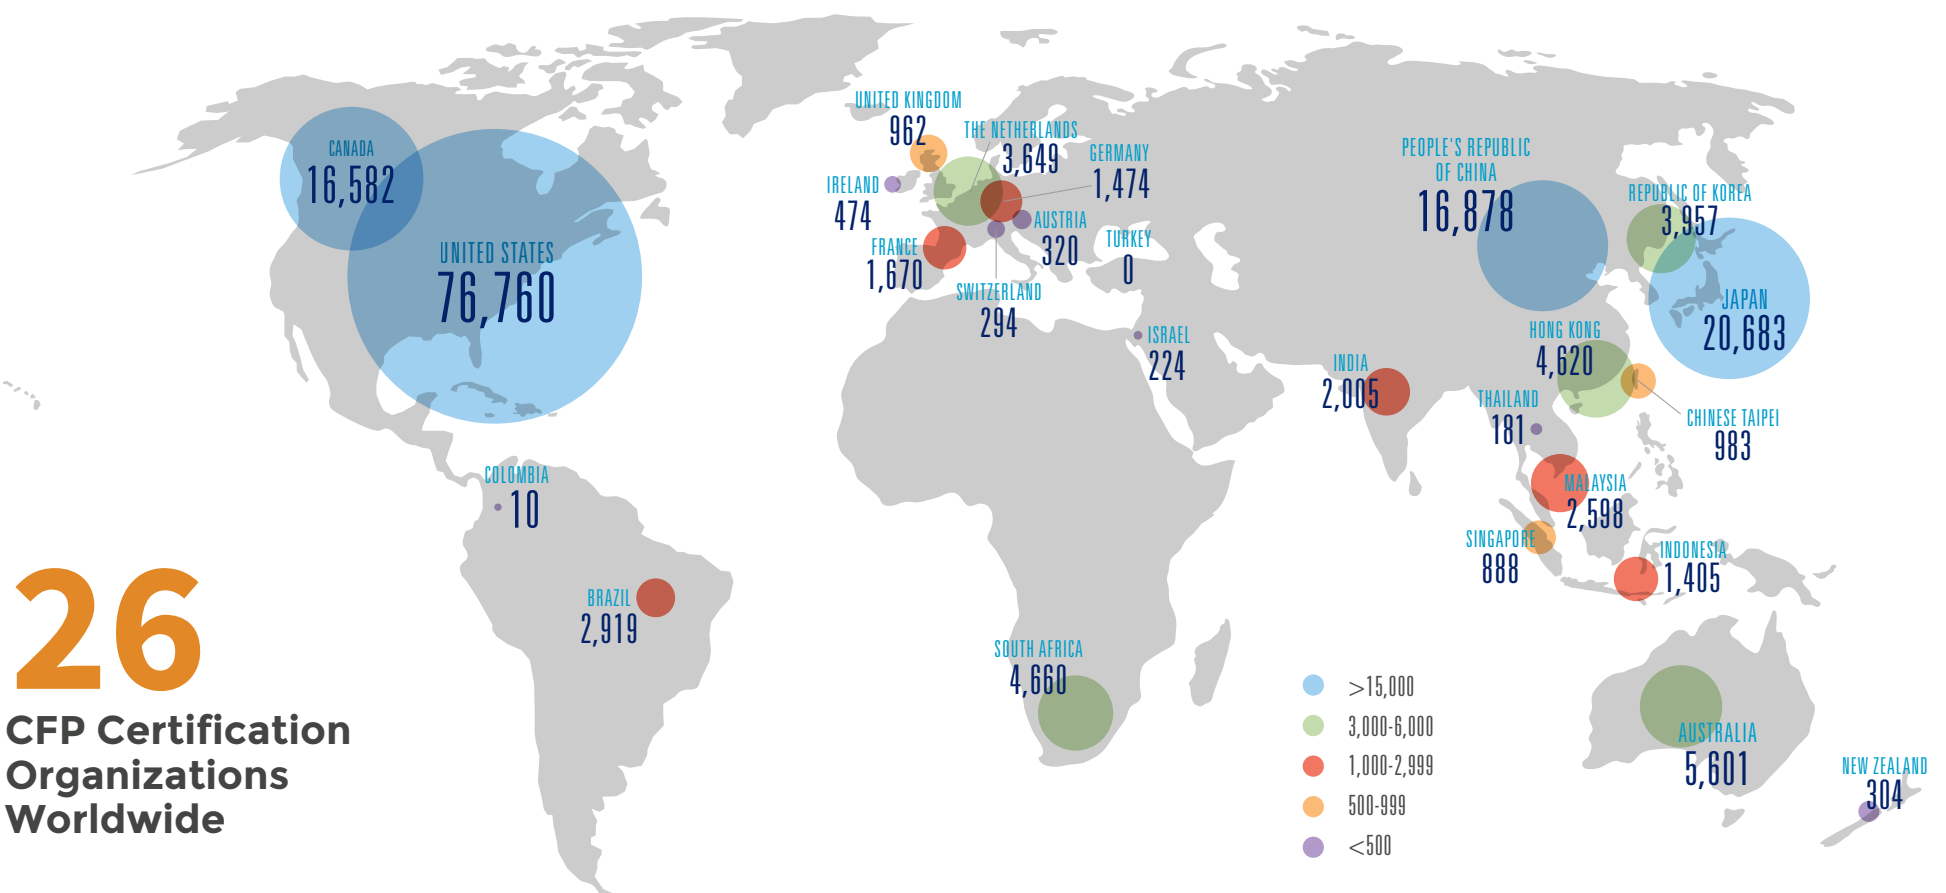 CANADA
16,582
UNITED STATES
76,760
COLOMBIA
10
BRAZIL
2,919
UNITED KINGDOM
962
THE NETHERLANDS
3,649
GERMANY
1,474
IRELAND
474
AUSTRIA
320
FRANCE
1,670
TURKEY
0
SWITZERLAND
294
ISRAEL
224
SOUTH AFRICA
4,660
PEOPLE'S REPUBLIC
OF CHINA
16,878
REPUBLIC OF KOREA
3,957
JAPAN
20,683
HONG KONG
4,620
INDIA
2,005
THAILAND
181
CHINESE TAIPEI
983
MALAYSIA
2,598
SINGAPORE
888
INDONESIA
1,405
AUSTRALIA
5,601
NEW ZEALAND
304
26
CFP Certification
Organizations
Worldwide
>15,000
3,000-6,000
1,000-2,999
500-999
<500